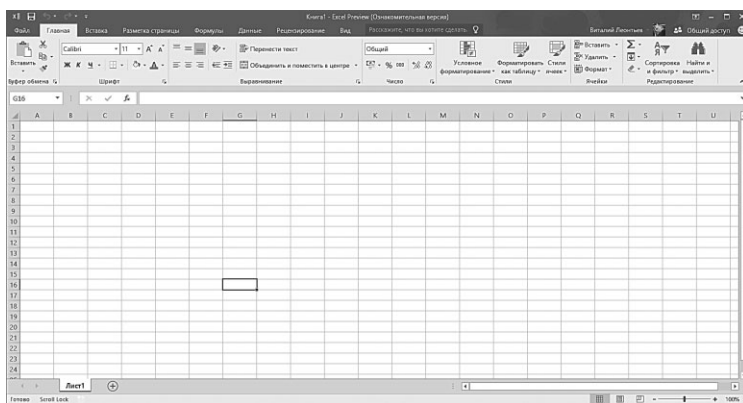 Книга1 - Excel Preview (Ознакомительная версия)
Файл Главная Вставка Разметка страницы Формулы Данные Рецензирование Вид Расскажите, что вы хотите сделать Виталий Леонтьев Общий доступ
Calibri 11 Перенести текст Общий Вставить Σ
Вставить Ж К Ч Объединить и поместить в центре % 000 Условное форматирование Форматировать как таблицу Стили ячеек Удалить Формат Сортировка и фильтр Найти и выделить
Буфер обмена Шрифт Выравнивание Число Стили Ячейки Редактирование
G16 fx
A B C D E F G H I J K L M N O P Q R S T U
1
2
3
4
5
6
7
8
9
10
11
12
13
14
15
16
17
18
19
20
21
22
23
24
Лист1
Готово Scroll Lock 100%